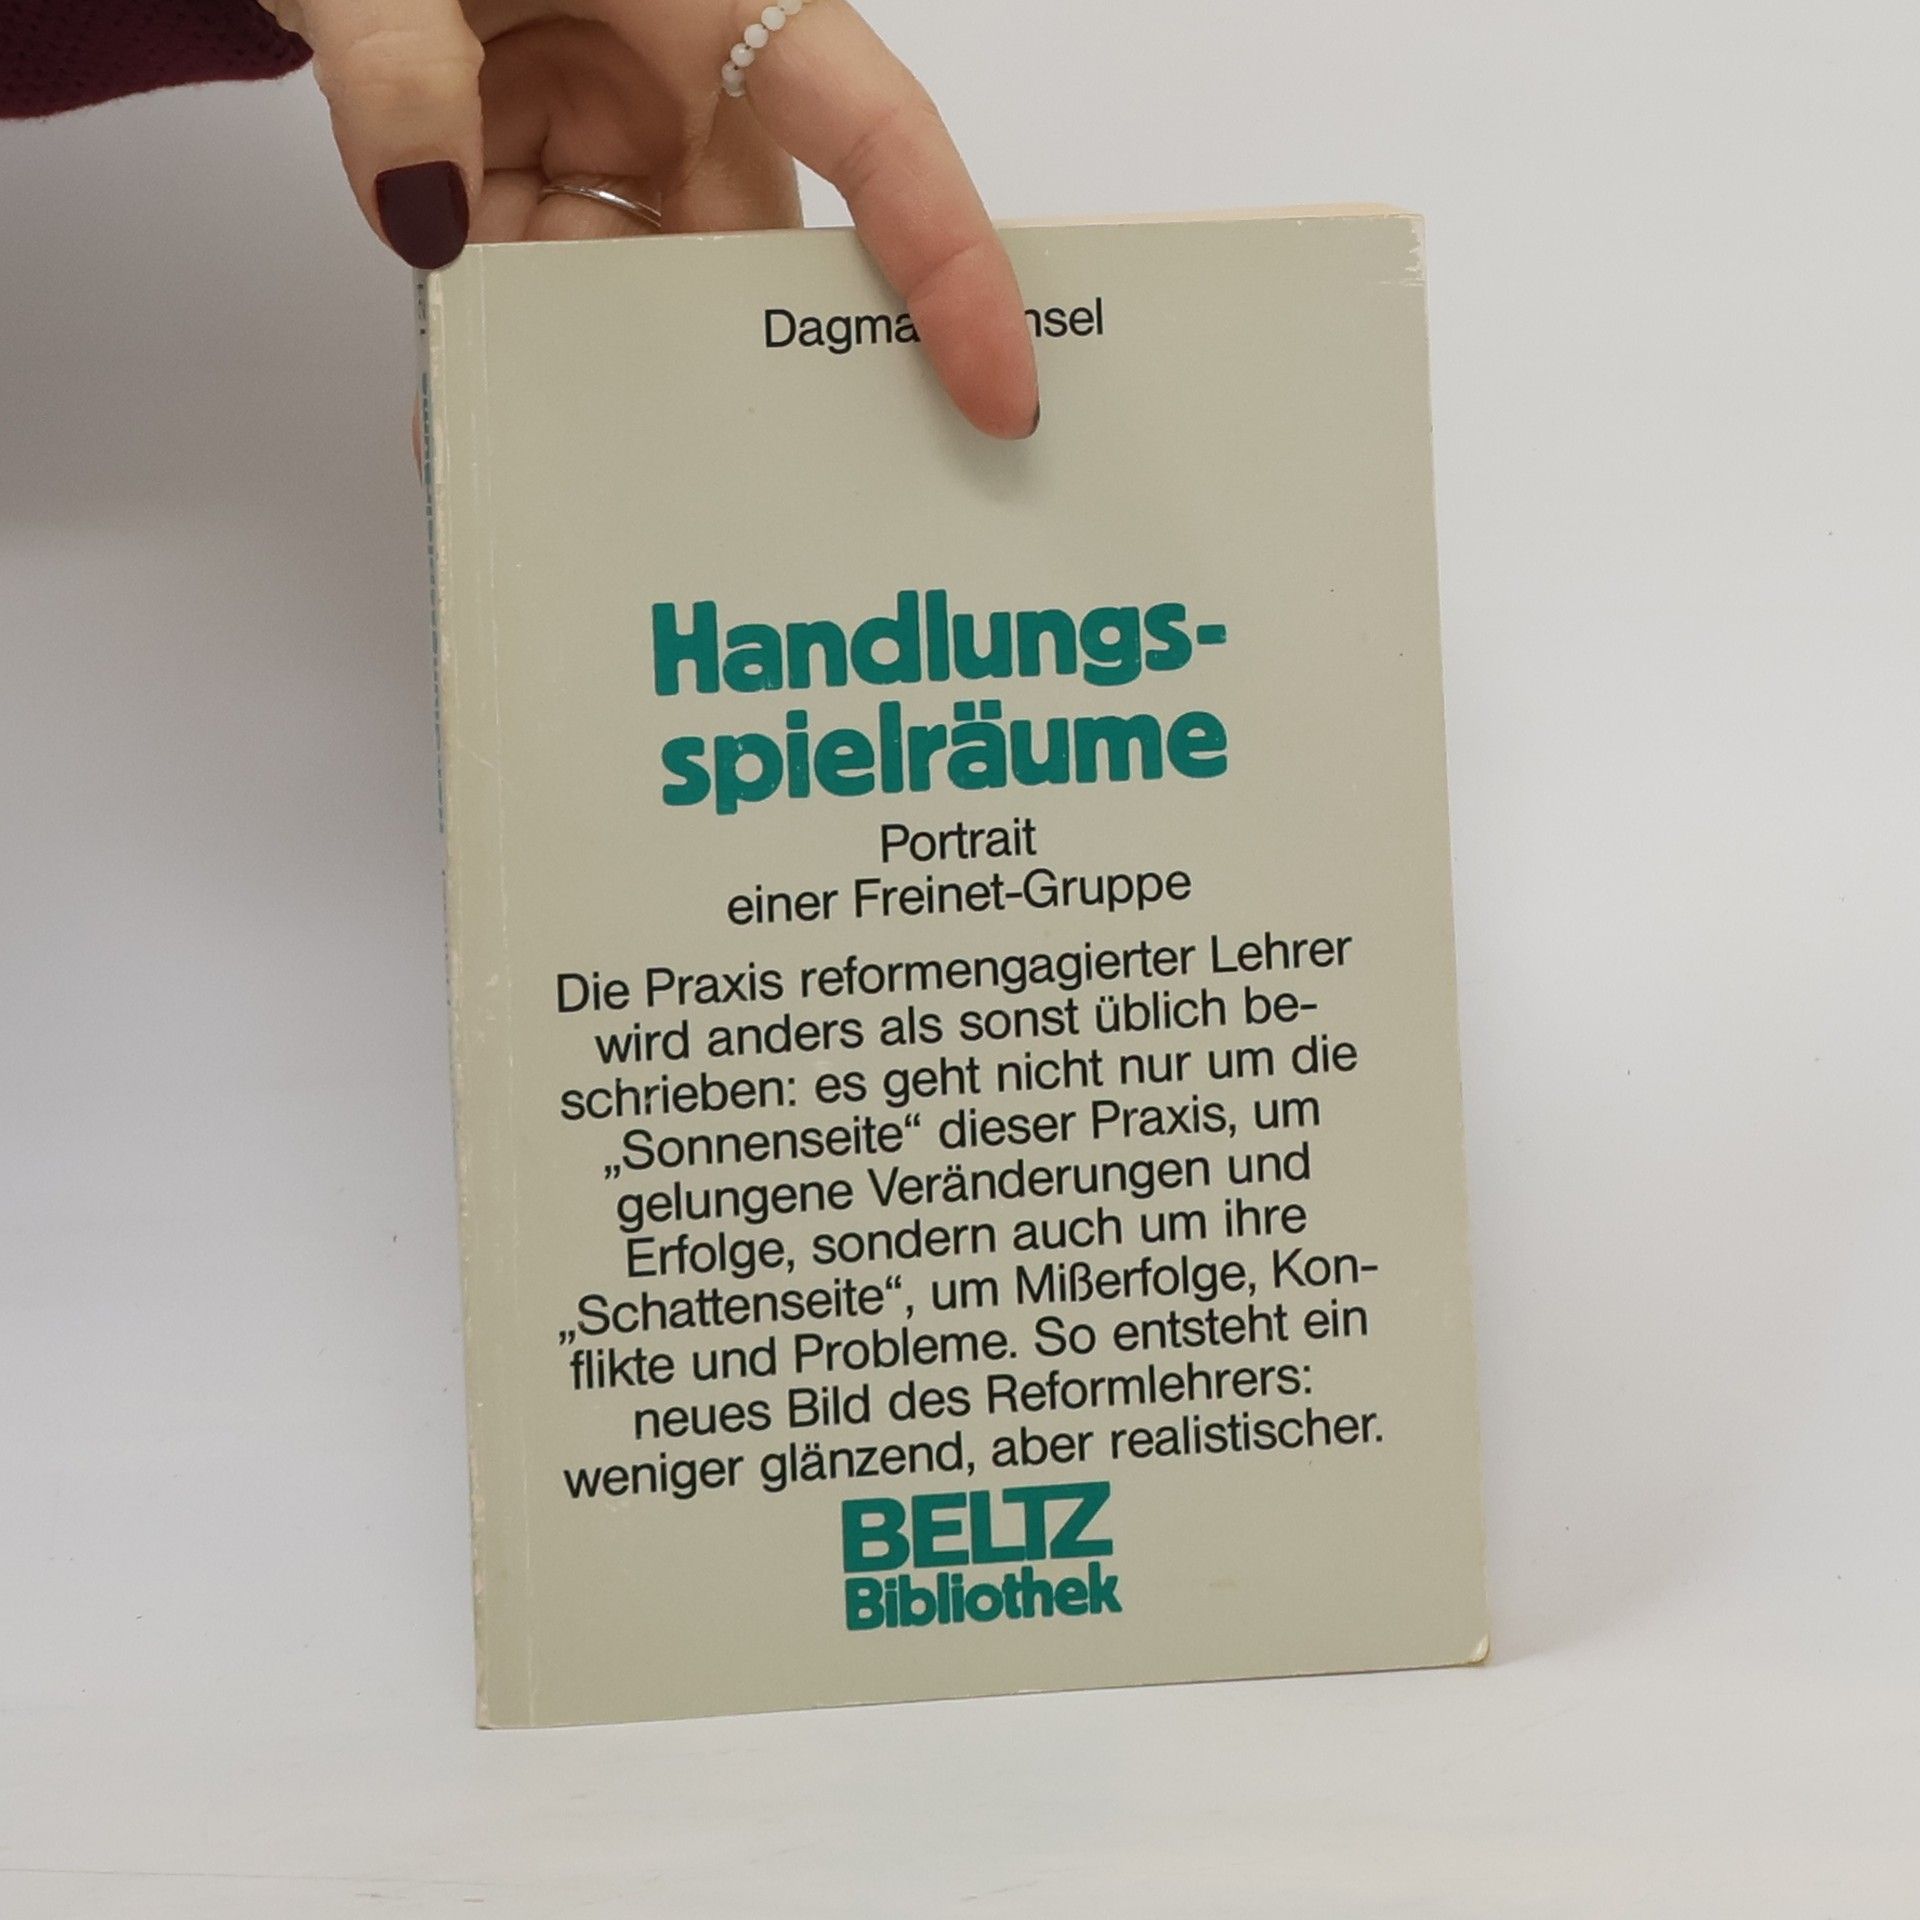 Dagma nsel
Handlungs-
spielräume
Portrait
einer Freinet-Gruppe
Die Praxis reformengagierter Lehrer
wird anders als sonst üblich be-
schrieben: es geht nicht nur um die
„Sonnenseite“ dieser Praxis, um
gelungene Veränderungen und
Erfolge, sondern auch um ihre
„Schattenseite“, um Mißerfolge, Kon-
flikte und Probleme. So entsteht ein
neues Bild des Reformlehrers:
weniger glänzend, aber realistischer.
BELTZ
Bibliothek